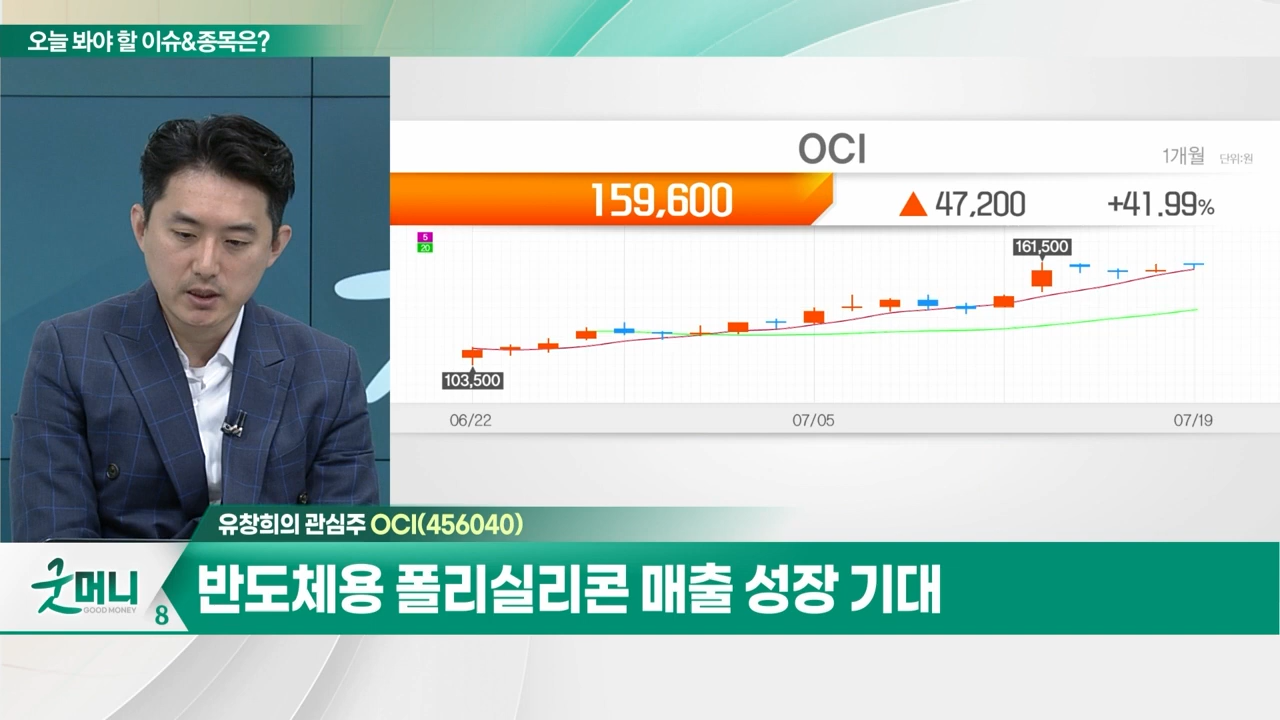 오늘 봐야 할 이슈&종목은?
OCI
1개월 단위:원
159,600 ▲ 47,200 +41.99%
5
20
161,500
103,500
06/22 07/05 07/19
유창희의 관심주 OCI(456040)
굿머니
GOOD MONEY
8
반도체용 폴리실리콘 매출 성장 기대